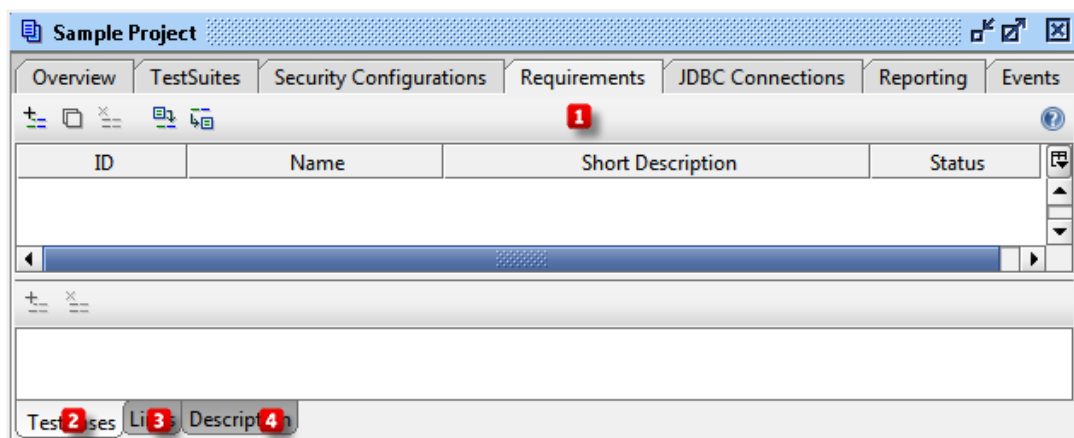 Sample Project
Overview TestSuites Security Configurations Requirements JDBC Connections Reporting Events
1
ID Name Short Description Status
2 3 4